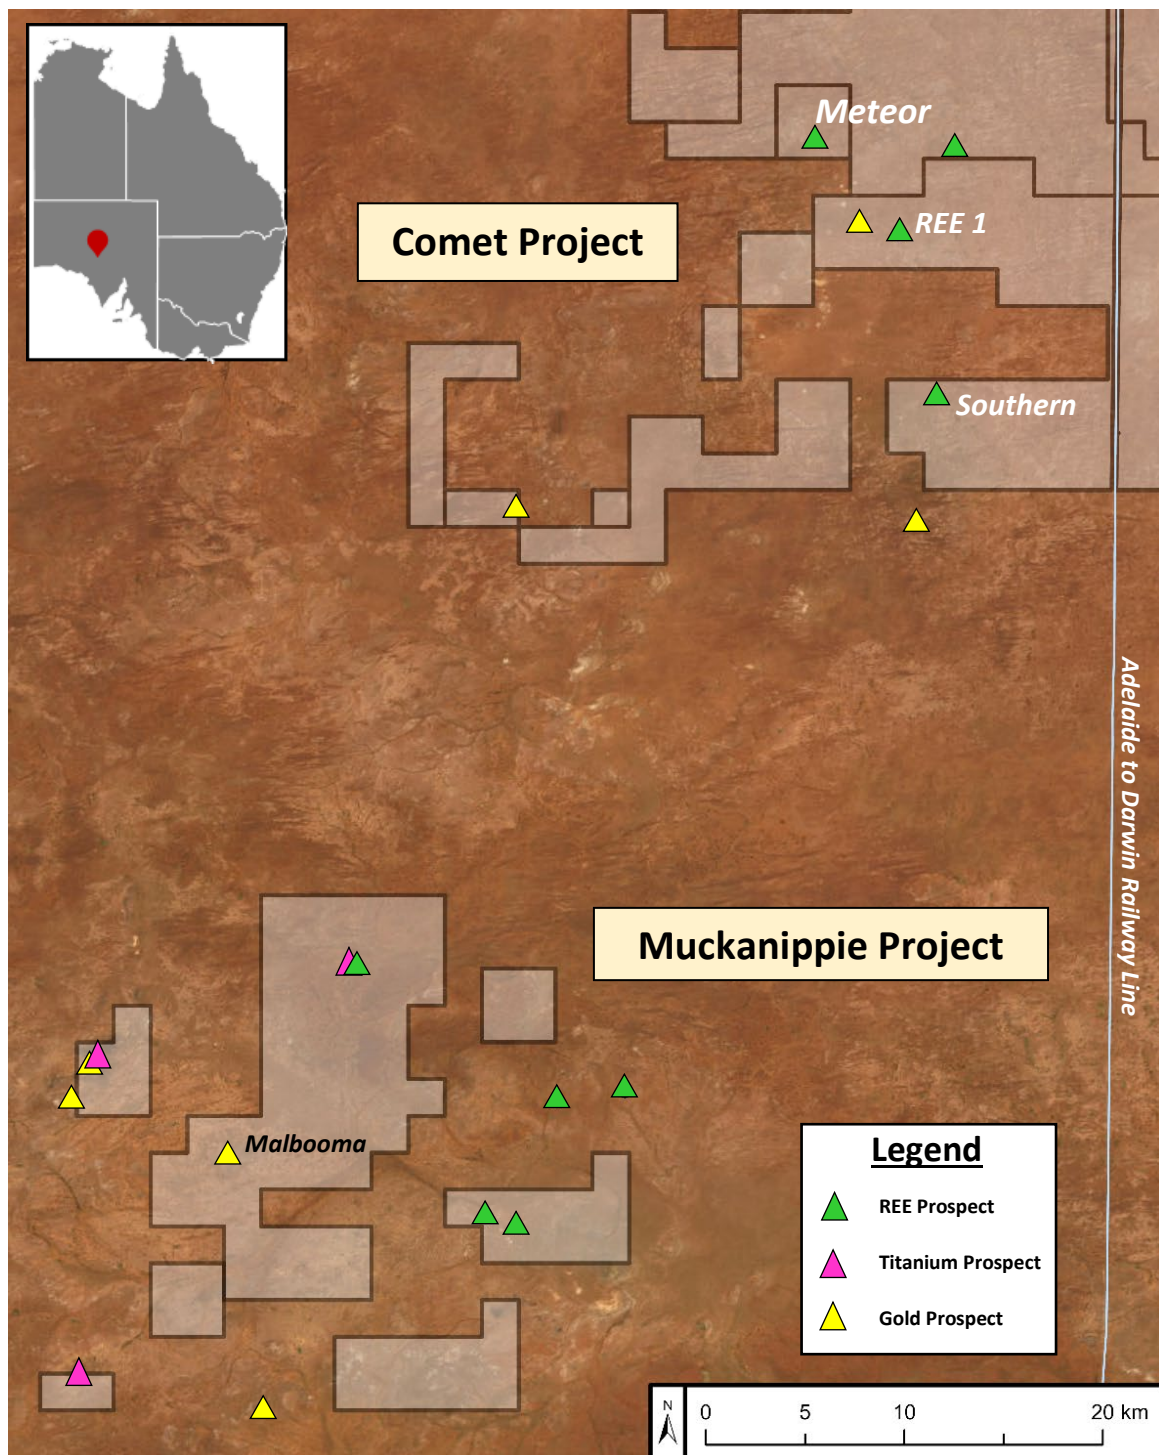 Meteor
REE 1
Comet Project
Southern
Adelaide to Darwin Railway Line
Muckanippie Project
Malbooma
Legend
REE Prospect
Titanium Prospect
Gold Prospect
N
0 5 10 20 km